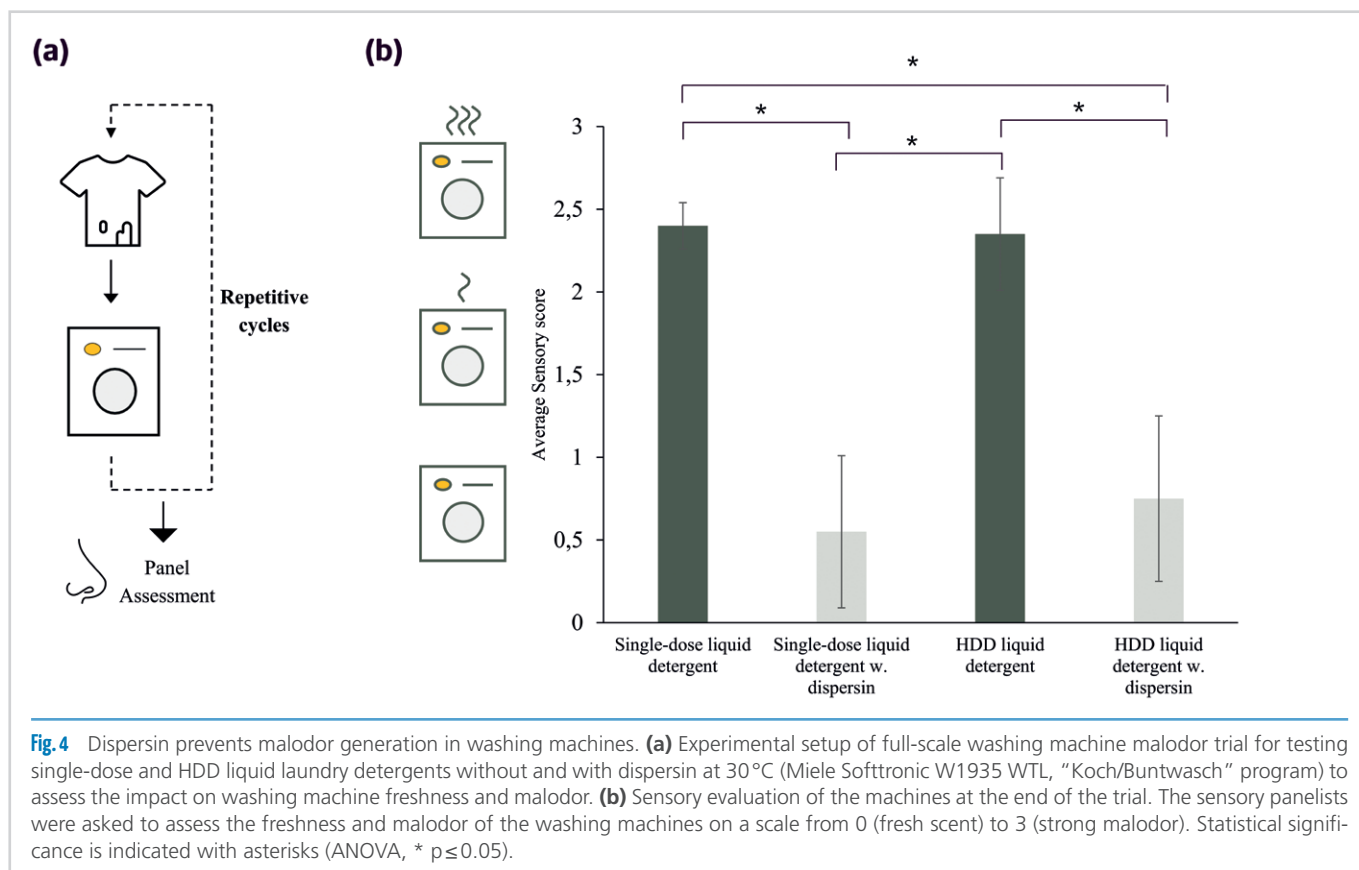 (a)
Repetitive
cycles
Panel
Assessment
(b)
*
*
*
*
Average Sensory score
3
2,5
2
1,5
1
0,5
0
Single-dose liquid
detergent
Single-dose liquid
detergent w.
dispersin
HDD liquid
detergent
HDD liquid
detergent w.
dispersin
Fig. 4 Dispersin prevents malodor generation in washing machines. (a) Experimental setup of full-scale washing machine malodor trial for testing
single-dose and HDD liquid laundry detergents without and with dispersin at 30°C (Miele Softtronic W1935 WTL, “Koch/Buntwasch” program) to
assess the impact on washing machine freshness and malodor. (b) Sensory evaluation of the machines at the end of the trial. The sensory panelists
were asked to assess the freshness and malodor of the washing machines on a scale from 0 (fresh scent) to 3 (strong malodor). Statistical signifi-
cance is indicated with asterisks (ANOVA, * p≤0.05).